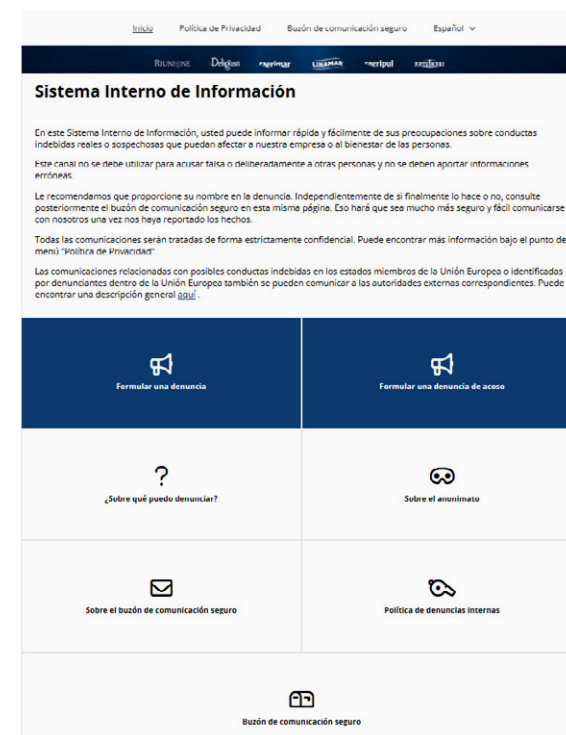 Inicio Política de Privacidad Buzón de comunicación seguro Español
RIUNIONE Delgion LINAMAR
Sistema Interno de Información
En este Sistema Interno de Información, usted puede informar rápida y fácilmente de sus preocupaciones sobre conductas
indebidas reales o sospechosas que puedan afectar a nuestra empresa o al bienestar de las personas.
Este canal no se debe utilizar para acusar falsa o deliberadamente a otras personas y no se deben aportar informaciones
erróneas.
Le recomendamos que proporcione su nombre en la denuncia. Independientemente de si finalmente lo hace o no, consulte
posteriormente el buzón de comunicación seguro en esta misma página. Eso hará que sea mucho más seguro y fácil comunicarse
con nosotros una vez nos haya reportado los hechos.
Todas las comunicaciones serán tratadas de forma estrictamente confidencial. Puede encontrar más información bajo el punto de
menú "Política de Privacidad".
Las comunicaciones relacionadas con posibles conductas indebidas en los estados miembros de la Unión Europea o identificadas
por denunciantes dentro de la Unión Europea también se pueden comunicar a las autoridades externas correspondientes. Puede
encontrar una descripción general aquí .
Formular una denuncia
Formular una denuncia de acoso
¿Sobre qué puedo denunciar?
Sobre el anonimato
Sobre el buzón de comunicación seguro
Política de denuncias internas
Buzón de comunicación seguro